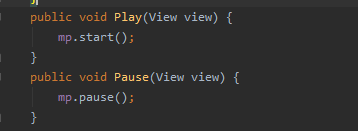 public void Play(View view) {
mp.start();
}
public void Pause(View view) {
mp.pause();
}